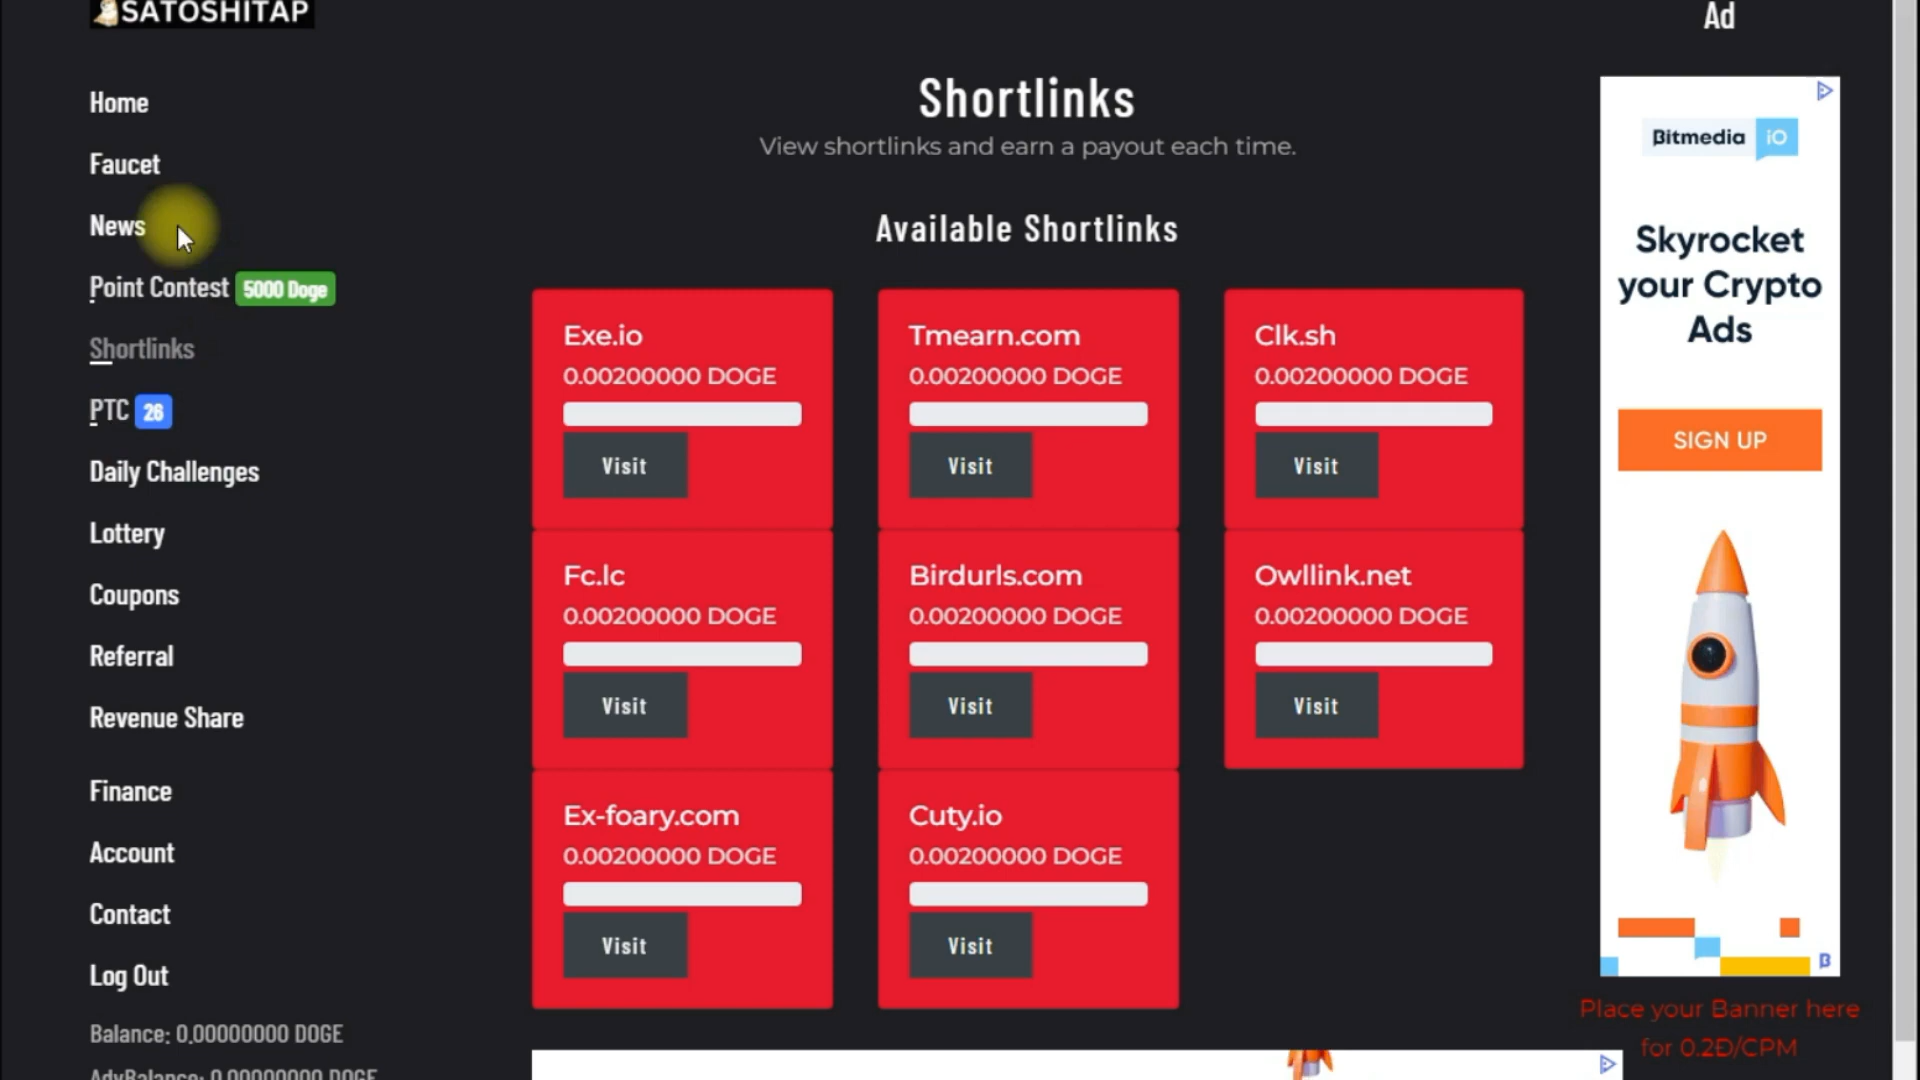 SATOSHITAP
Ad
Home
Faucet
News
Point Contest 5000 Doge
Shortlinks
PTC 26
Daily Challenges
Lottery
Coupons
Referral
Revenue Share
Finance
Account
Contact
Log Out
Balance: 0.00000000 DOGE
AdvBalance: 0.00000000 DOGE
Shortlinks
View shortlinks and earn a payout each time.
Available Shortlinks
Exe.io
0.00200000 DOGE
Visit
Tmearn.com
0.00200000 DOGE
Visit
Clk.sh
0.00200000 DOGE
Visit
Fc.lc
0.00200000 DOGE
Visit
Birdurls.com
0.00200000 DOGE
Visit
Owllink.net
0.00200000 DOGE
Visit
Ex-foary.com
0.00200000 DOGE
Visit
Cuty.io
0.00200000 DOGE
Visit
Bitmedia iO
Skyrocket
your Crypto
Ads
SIGN UP
Place your Banner here
for 0.2Đ/CPM